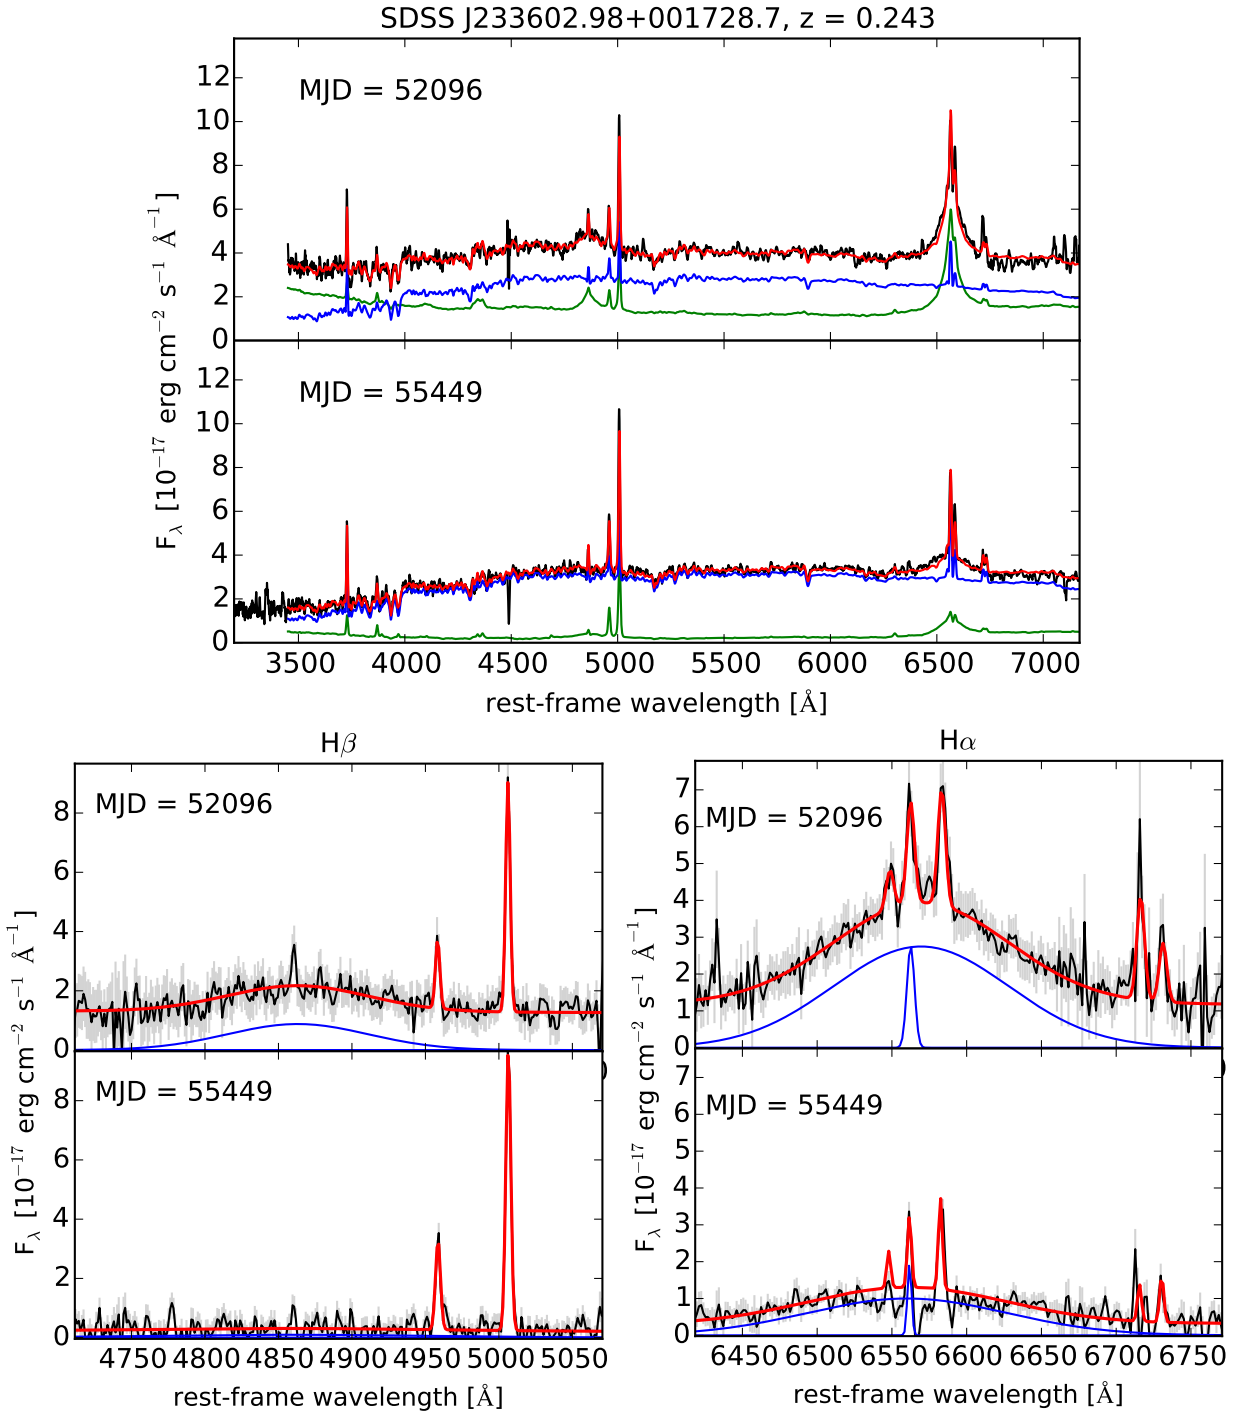 SDSS J233602.98+001728.7, z = 0.243
MJD = 52096
12
10
8
6
4
2
0
MJD = 55449
12
10
8
6
4
2
0
F_λ [10^−17 erg cm^−2 s^−1 Å^−1]
3500 4000 4500 5000 5500 6000 6500 7000
rest-frame wavelength [Å]
Hβ
MJD = 52096
8
6
4
2
0
MJD = 55449
8
6
4
2
0
F_λ [10^−17 erg cm^−2 s^−1 Å^−1]
4750 4800 4850 4900 4950 5000 5050
rest-frame wavelength [Å]
Hα
MJD = 52096
7
6
5
4
3
2
1
0
MJD = 55449
7
6
5
4
3
2
1
0
F_λ [10^−17 erg cm^−2 s^−1 Å^−1]
6450 6500 6550 6600 6650 6700 6750
rest-frame wavelength [Å]